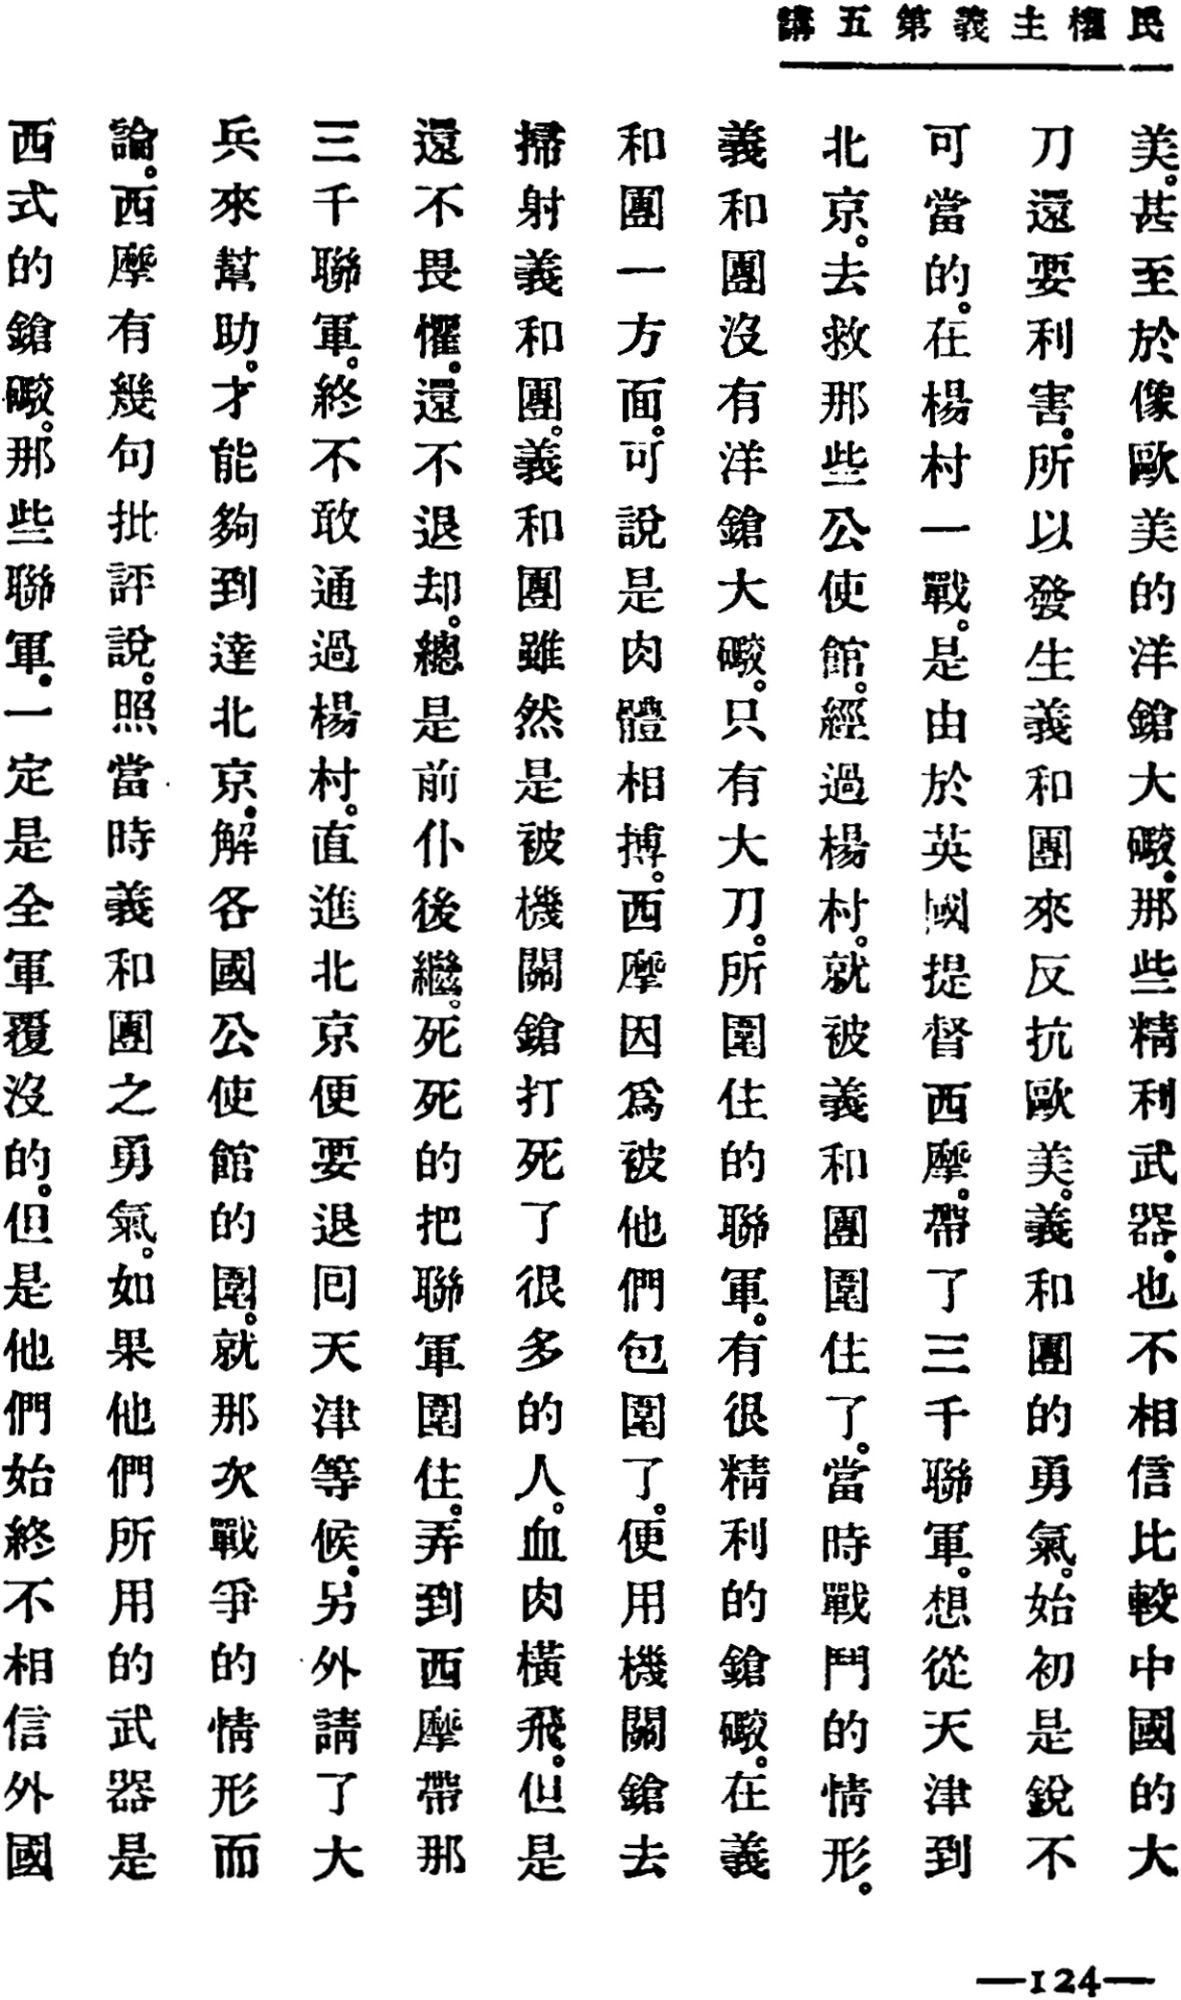 民權主義第五講
美。甚至於像歐美的洋鎗大礮。那些精利武器。也不相信比較中國的大
刀還要利害。所以發生義和團來反抗歐美。義和團的勇氣。始初是銳不
可當的。在楊村一戰。是由於英國提督西摩。帶了三千聯軍。想從天津到
北京。去救那些公使館。經過楊村。就被義和團圍住了。當時戰鬥的情形。
義和團沒有洋鎗大礮。只有大刀。所圍住的聯軍。有很精利的鎗礮。在義
和團一方面。可說是肉體相搏。西摩因爲被他們包圍了。便用機關鎗去
掃射義和團。義和團雖然是被機關鎗打死了很多的人。血肉橫飛。但是
還不畏懼。還不退却。總是前仆後繼。死死的把聯軍圍住。弄到西摩帶那
三千聯軍。終不敢通過楊村。直進北京便要退回天津等候。另外請了大
兵來幫助。才能夠到達北京。解各國公使館的圍。就那次戰爭的情形而
論。西摩有幾句批評說。照當時義和團之勇氣。如果他們所用的武器是
西式的鎗礮。那些聯軍。一定是全軍覆沒的。但是他們始終不相信外國
—124—